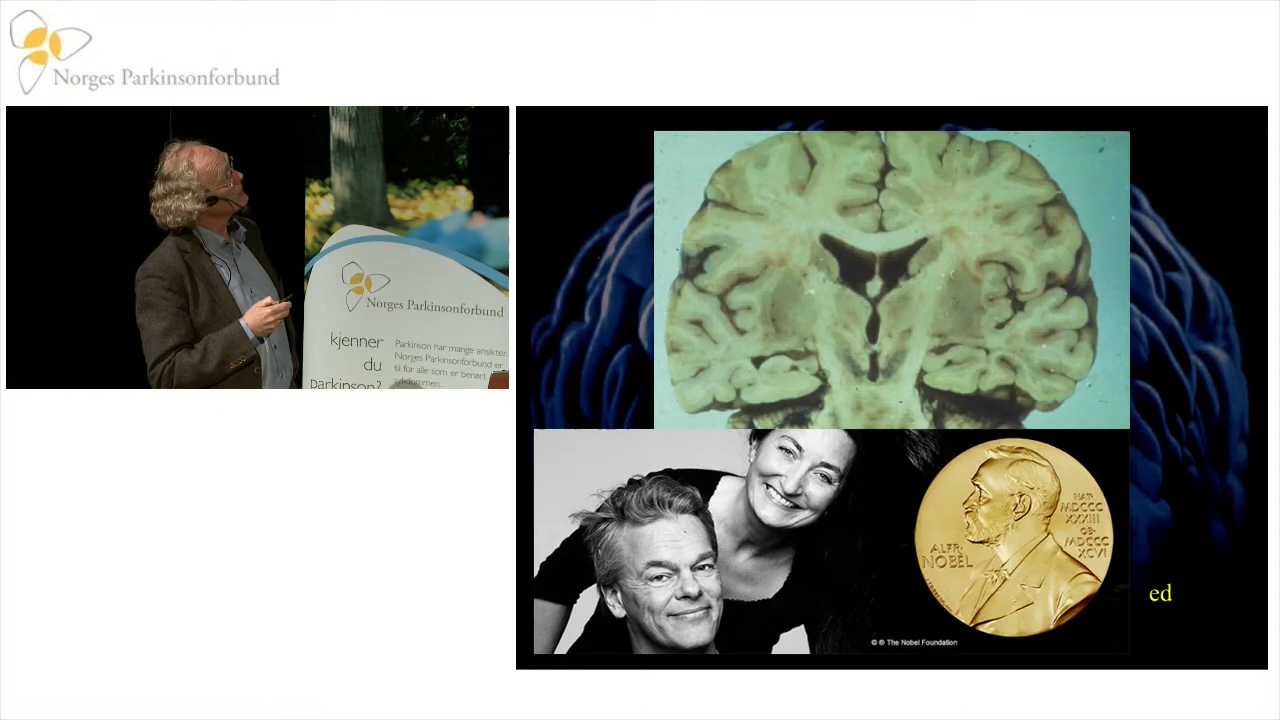 Norges Parkinsonforbund
Norges Parkinsonforbund
kjenner
du
parkinson?
Parkinson har mange ansikter.
Norges Parkinsonforbund er
til for alle som er berørt
sykdommen.
ALFR.
NOBEL
NAT.
MDCCC
XXXIII
OB.
MDCCC
XCVI
© ® The Nobel Foundation
ed